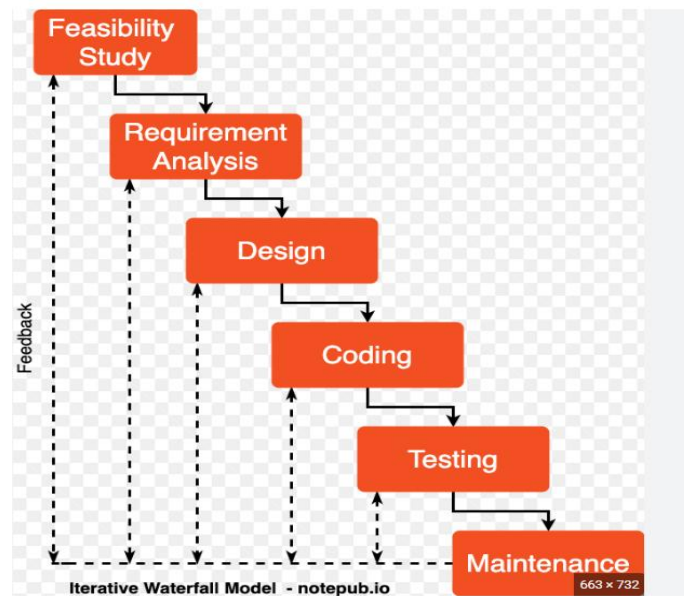 Feasibility
Study
Requirement
Analysis
Design
Coding
Feedback
Testing
Maintenance
663 × 732
Iterative Waterfall Model - notepub.io